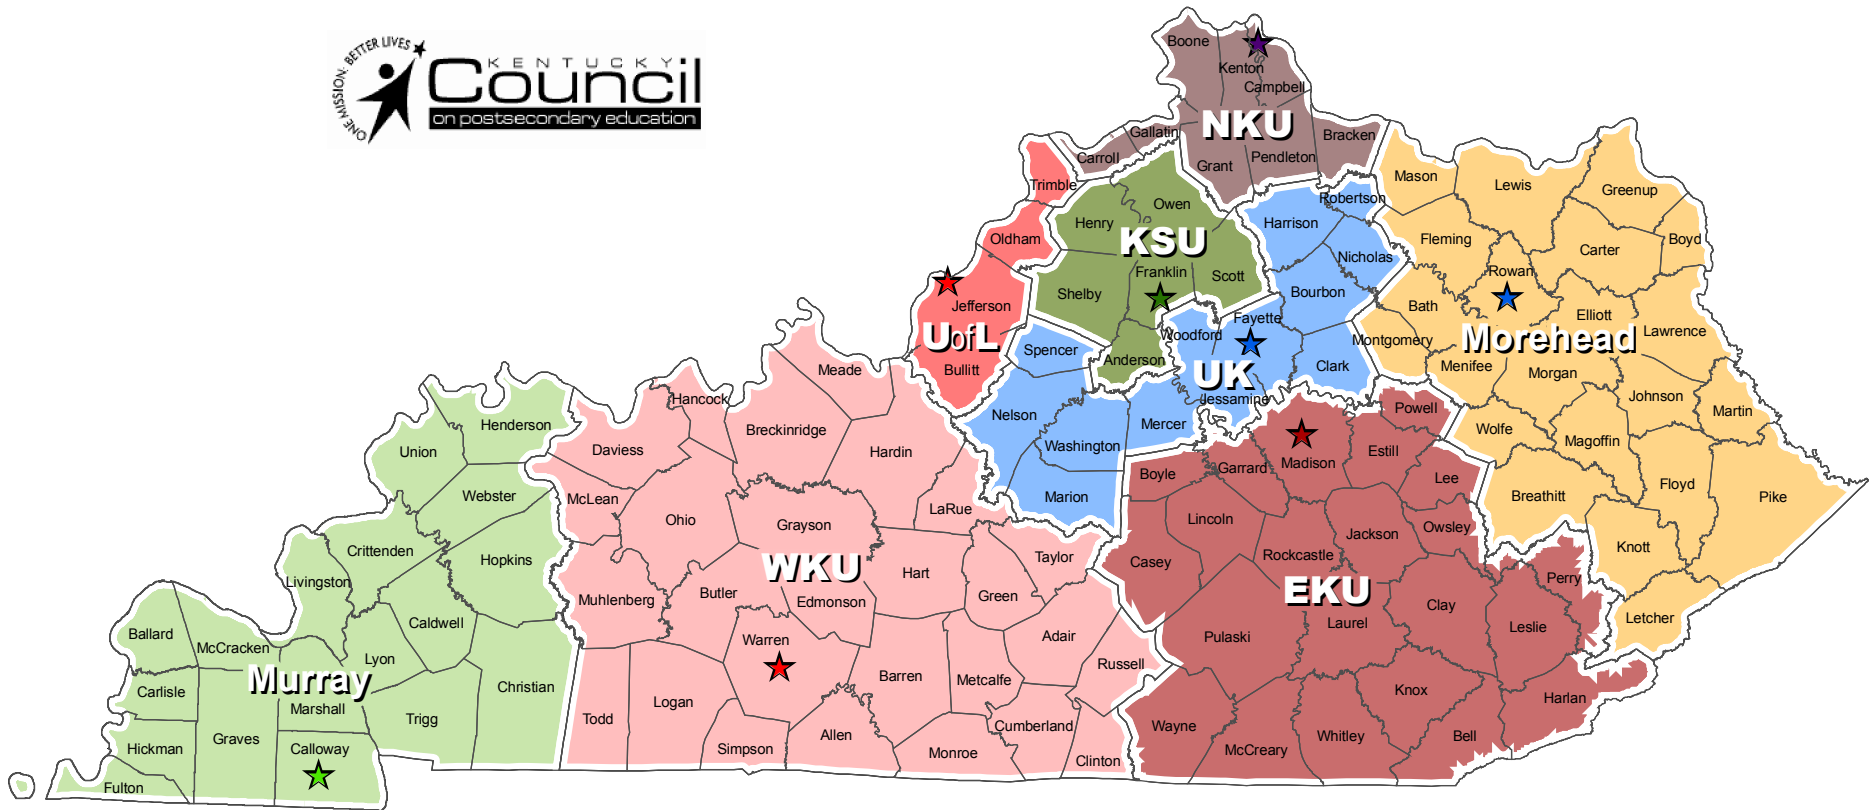 ONE MISSION: BETTER LIVES
KENTUCKY
Council
on postsecondary education
Boone
Kenton
Campbell
NKU
Gallatin
Bracken
Carroll
Grant
Pendleton
Trimble
Mason
Lewis
Greenup
Robertson
Owen
Harrison
Henry
KSU
Oldham
Fleming
Carter
Boyd
Nicholas
Franklin
Scott
Rowan
Shelby
Bourbon
Jefferson
Bath
Elliott
Fayette
Lawrence
UofL
Woodford
Montgomery
Morehead
Spencer
Anderson
Clark
Menifee
Morgan
Bullitt
Meade
UK
Jessamine
Johnson
Martin
Hancock
Powell
Nelson
Henderson
Breckinridge
Mercer
Wolfe
Magoffin
Union
Daviess
Hardin
Washington
Madison
Estill
Garrard
Boyle
Lee
Floyd
Webster
McLean
Marion
Breathitt
Pike
LaRue
Ohio
Grayson
Lincoln
Owsley
Jackson
Crittenden
Knott
Hopkins
Taylor
Rockcastle
Casey
WKU
Hart
Livingston
Perry
EKU
Butler
Muhlenberg
Edmonson
Green
Clay
Letcher
Caldwell
Laurel
Leslie
Ballard
McCracken
Warren
Adair
Pulaski
Lyon
Russell
Murray
Barren
Metcalfe
Carlisle
Christian
Knox
Harlan
Marshall
Logan
Todd
Trigg
Cumberland
Wayne
Graves
Allen
Whitley
Bell
Hickman
Calloway
Simpson
Monroe
McCreary
Clinton
Fulton